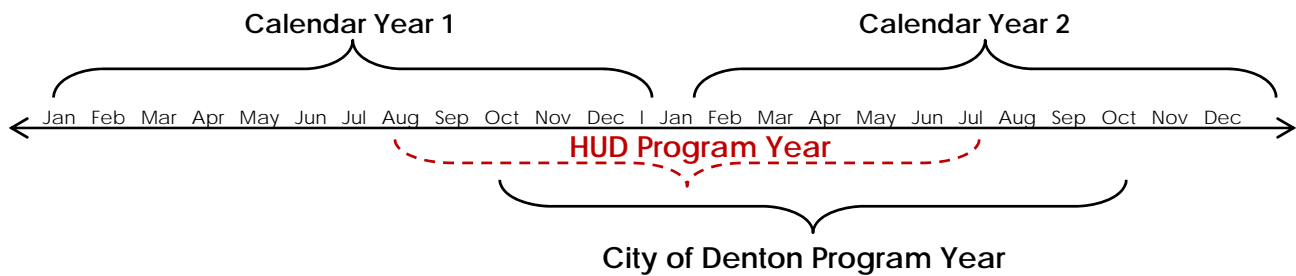 Calendar Year 1 Calendar Year 2
Jan Feb Mar Apr May Jun Jul Aug Sep Oct Nov Dec I Jan Feb Mar Apr May Jun Jul Aug Sep Oct Nov Dec
HUD Program Year
City of Denton Program Year